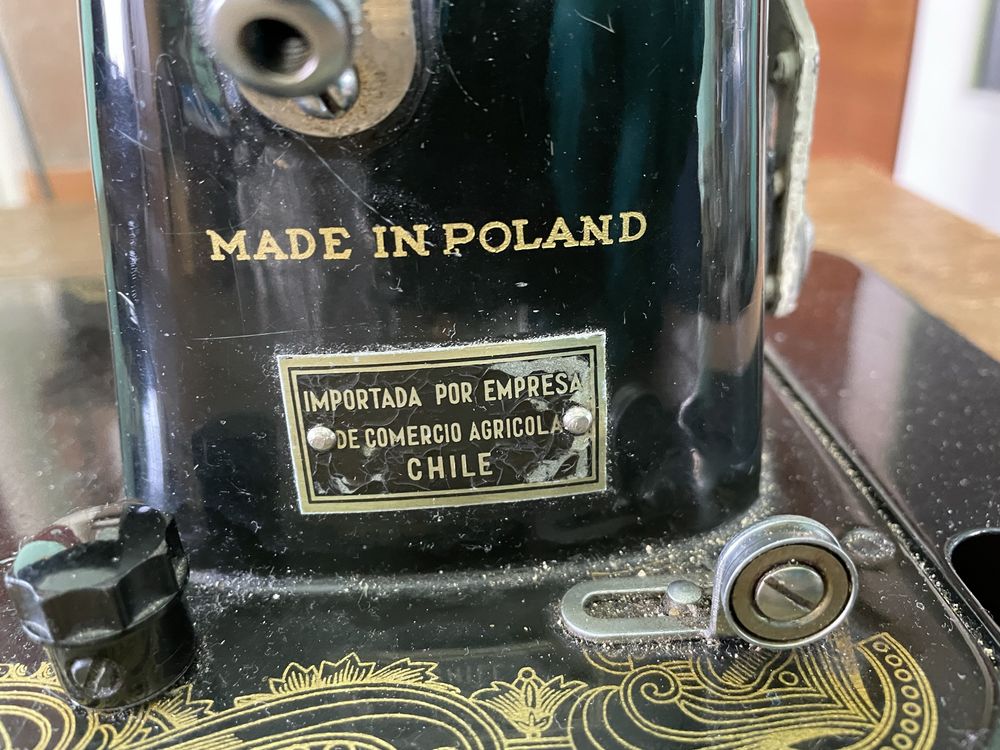 MADE IN POLAND
IMPORTADA POR EMPRESA
DE COMERCIO AGRICOLA
CHILE